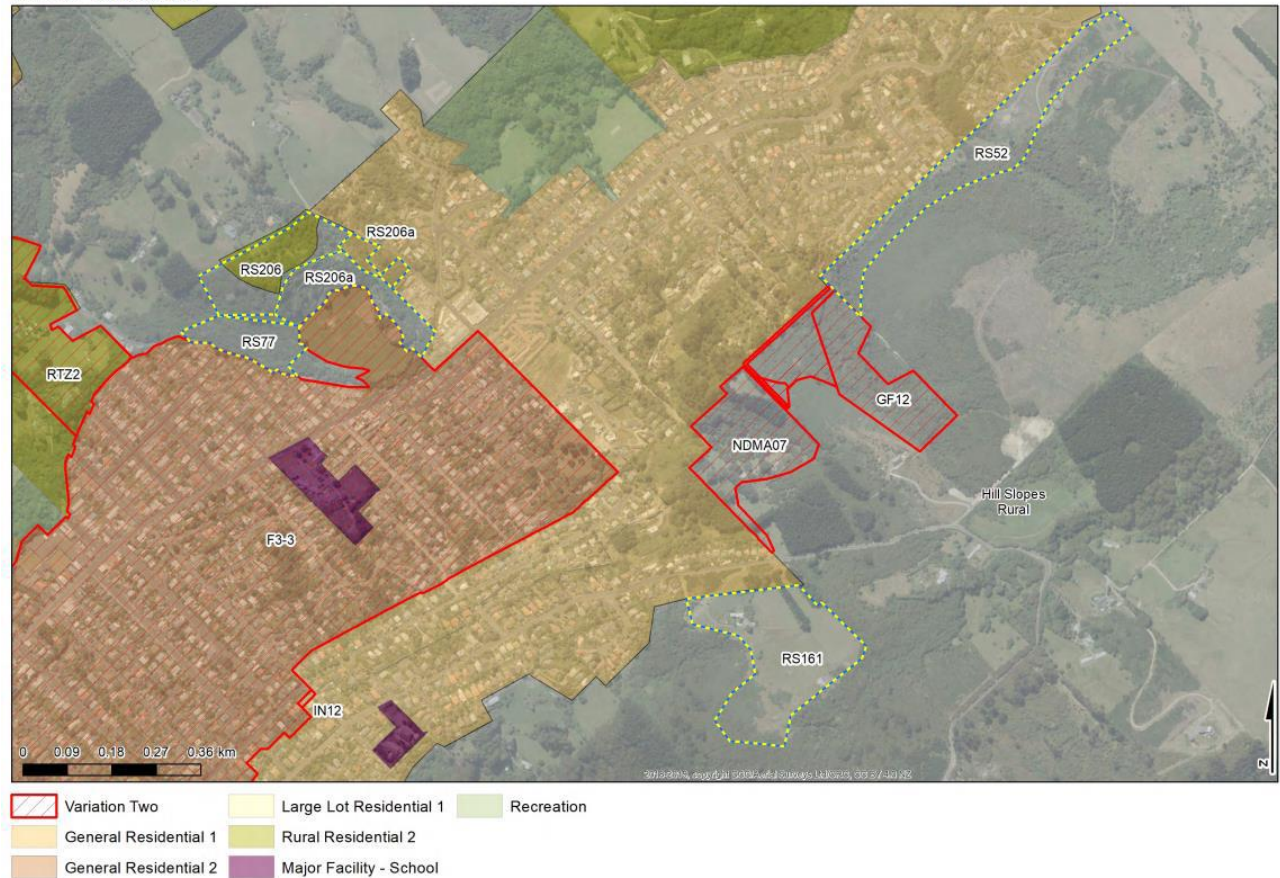 RS52
RS206a
RS206
RS206a
RS77
RTZ2
GF12
NDMA07
Hill Slopes
Rural
F3-3
RS161
IN12
0 0.09 0.18 0.27 0.36 km
N
Variation Two
Large Lot Residential 1
Recreation
General Residential 1
Rural Residential 2
General Residential 2
Major Facility - School